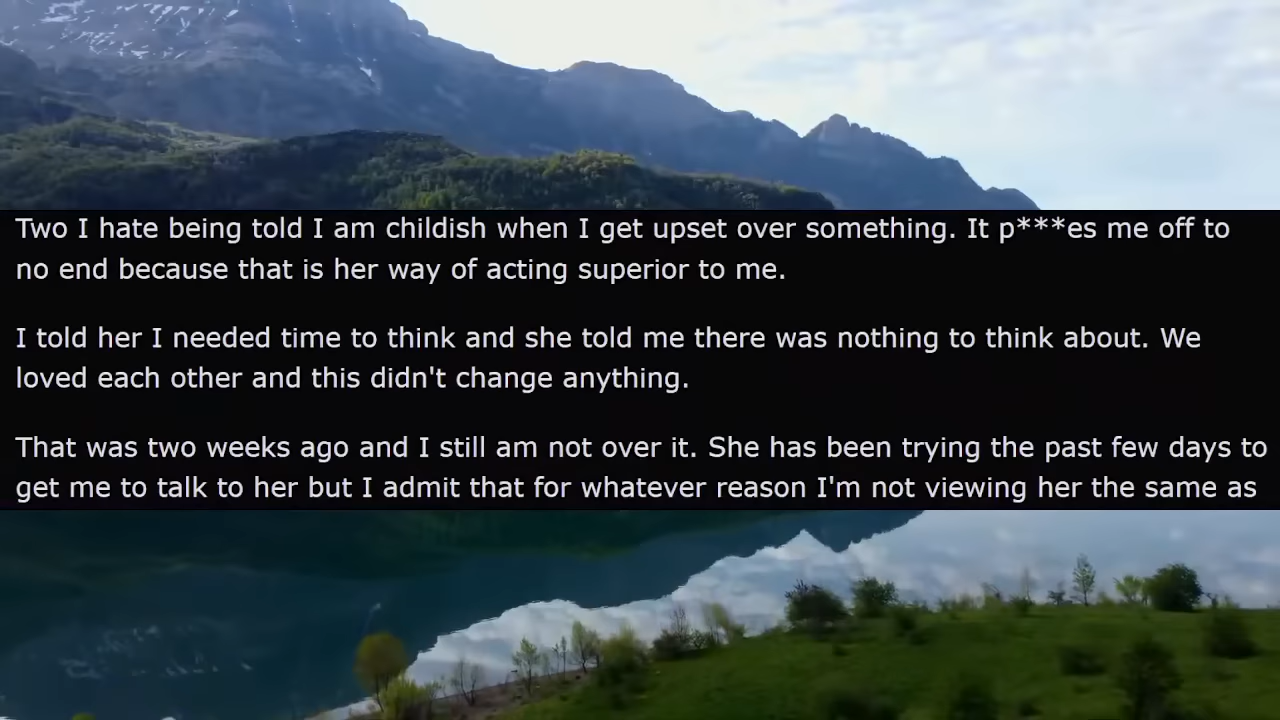 Two I hate being told I am childish when I get upset over something. It p***es me off to
no end because that is her way of acting superior to me.
I told her I needed time to think and she told me there was nothing to think about. We
loved each other and this didn't change anything.
That was two weeks ago and I still am not over it. She has been trying the past few days to
get me to talk to her but I admit that for whatever reason I'm not viewing her the same as